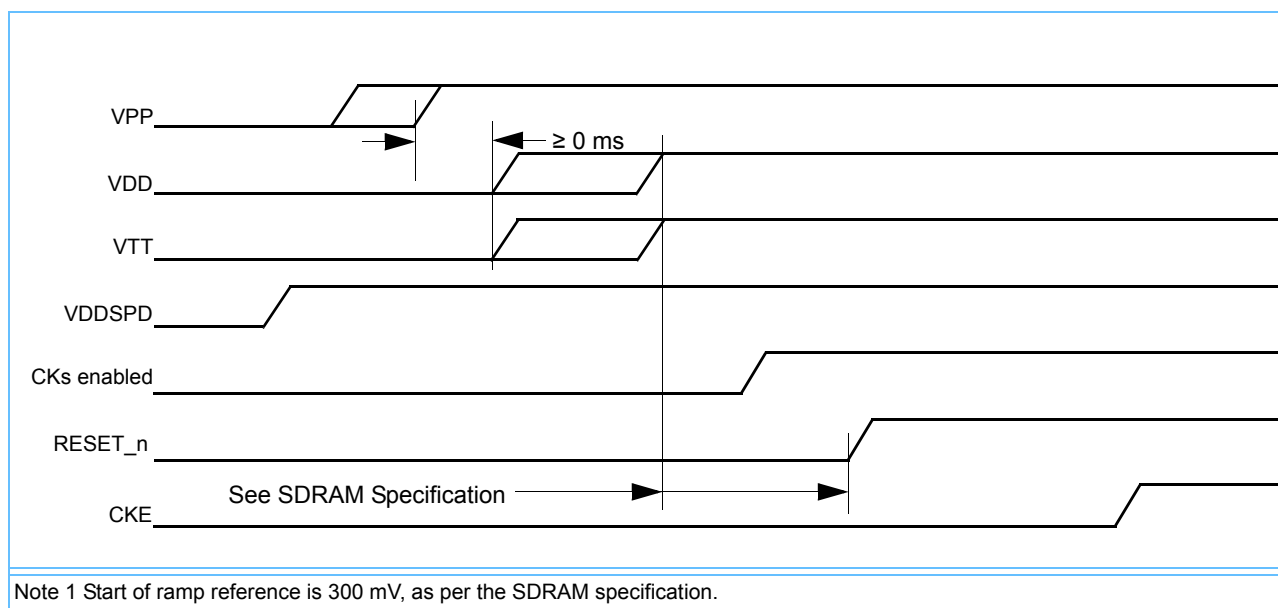 VPP
≥ 0 ms
VDD
VTT
VDDSPD
CKs enabled
RESET_n
See SDRAM Specification
CKE
Note 1 Start of ramp reference is 300 mV, as per the SDRAM specification.